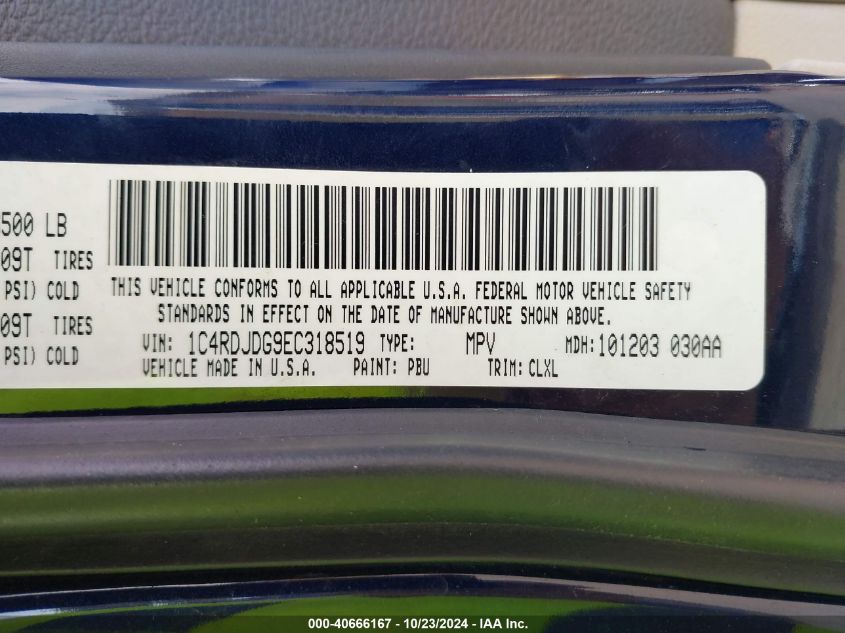 500 LB
09T TIRES
PSI) COLD
09T TIRES
PSI) COLD
THIS VEHICLE CONFORMS TO ALL APPLICABLE U.S.A. FEDERAL MOTOR VEHICLE SAFETY
STANDARDS IN EFFECT ON THE DATE OF MANUFACTURE SHOWN ABOVE.
VIN: 1C4RDJDG9EC318519 TYPE: MPV MDH:101203 030AA
VEHICLE MADE IN U.S.A. PAINT: PBU TRIM: CLXL
000-40666167 - 10/23/2024 - IAA Inc.